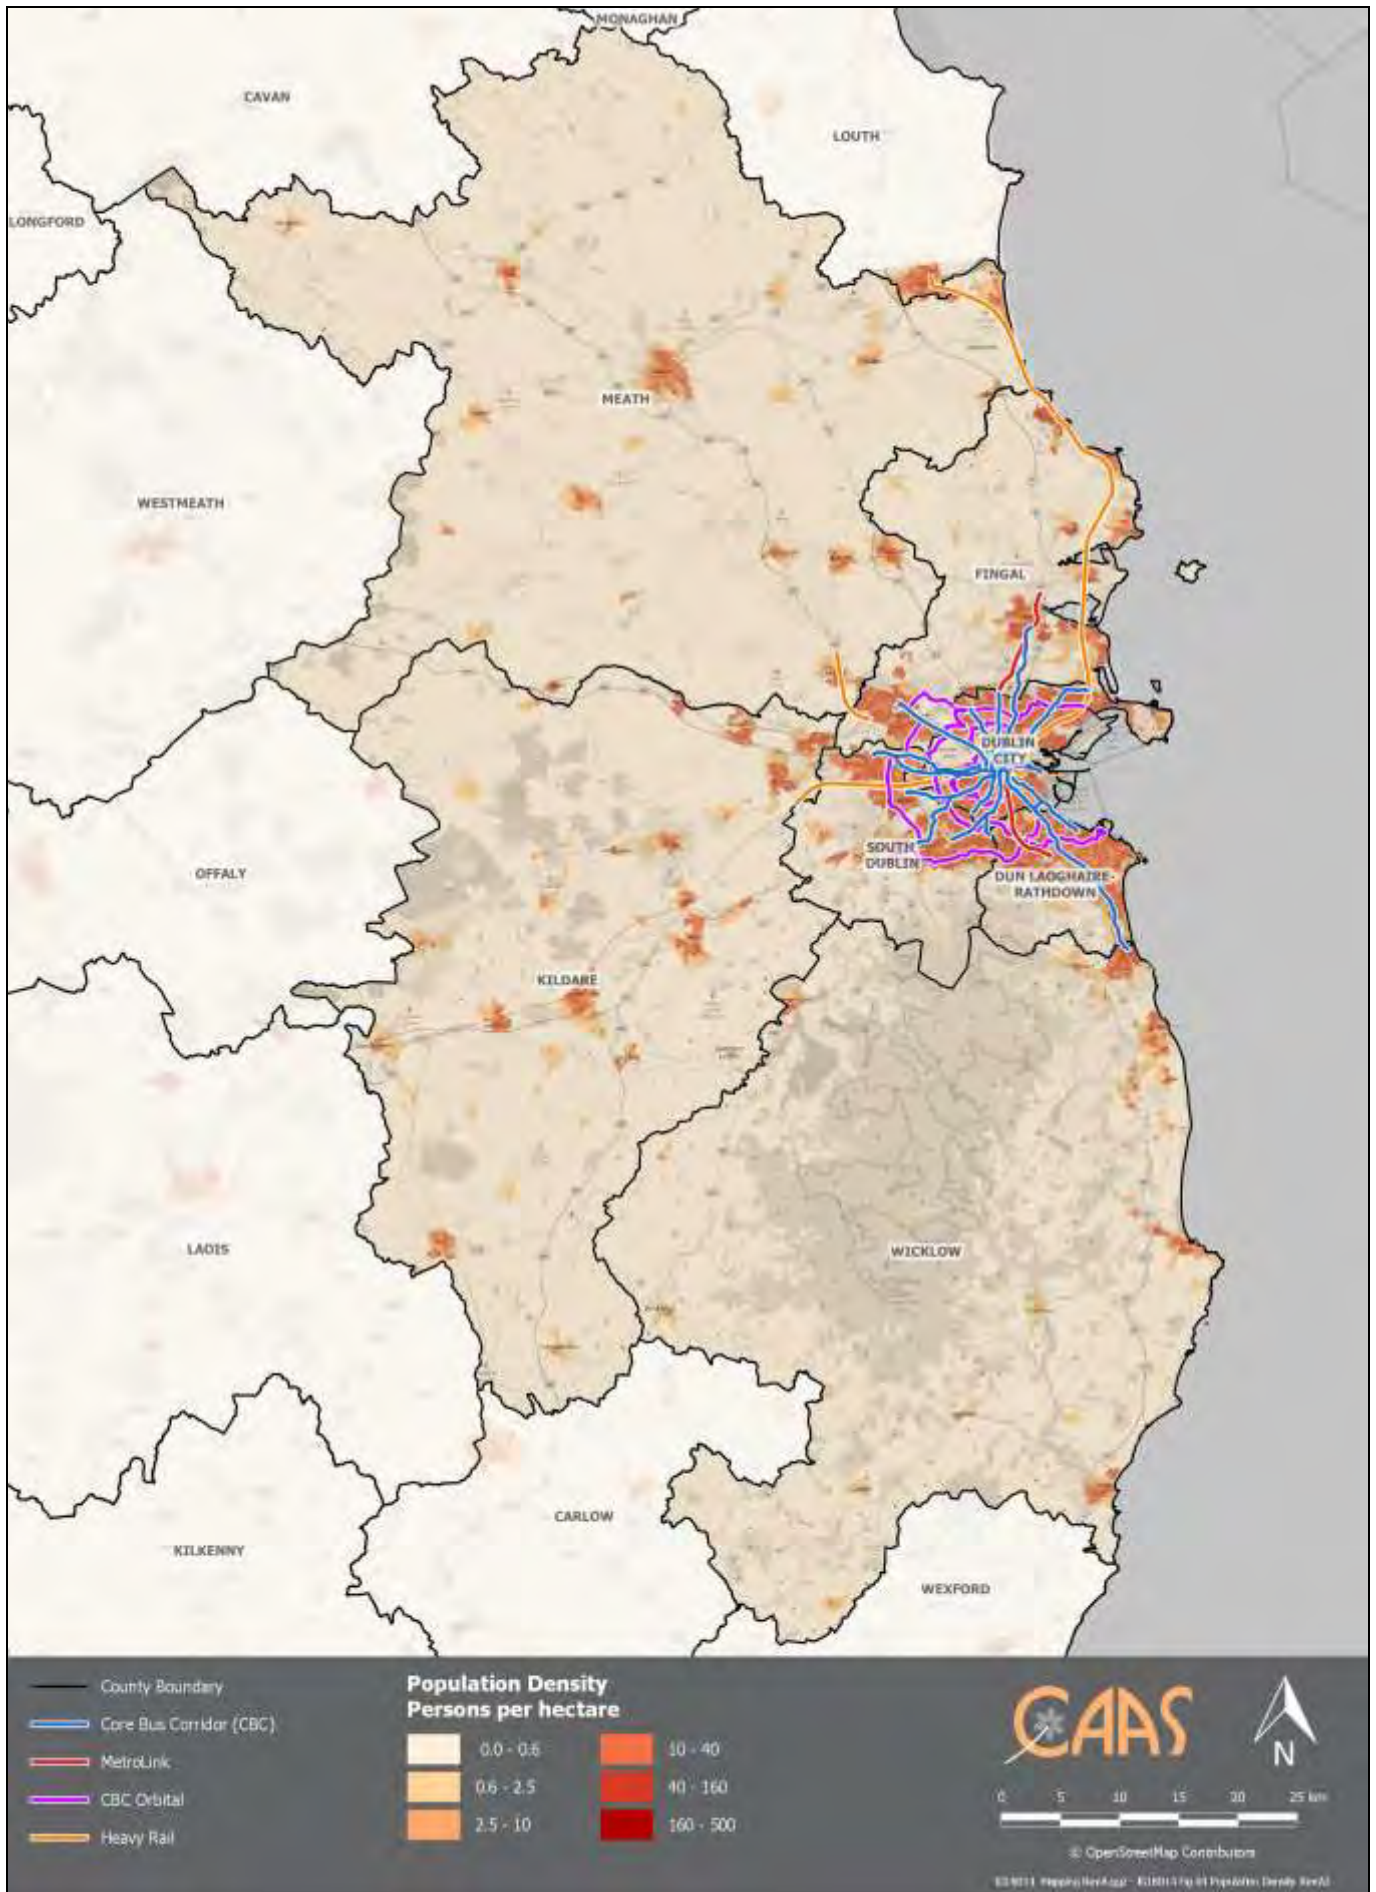 MONAGHAN
CAVAN
LOUTH
LONGFORD
MEATH
WESTMEATH
FINGAL
DUBLIN
CITY
OFFALY
SOUTH
DUBLIN
DUN LAOGHAIRE-
RATHDOWN
KILDARE
LAOIS
WICKLOW
CARLOW
KILKENNY
WEXFORD
County Boundary
Core Bus Corridor (CBC)
MetroLink
CBC Orbital
Heavy Rail
Population Density
Persons per hectare
0.0 - 0.6
0.6 - 2.5
2.5 - 10
10 - 40
40 - 160
160 - 500
CAAS
N
0 5 10 15 20 25 km
© OpenStreetMap Contributors